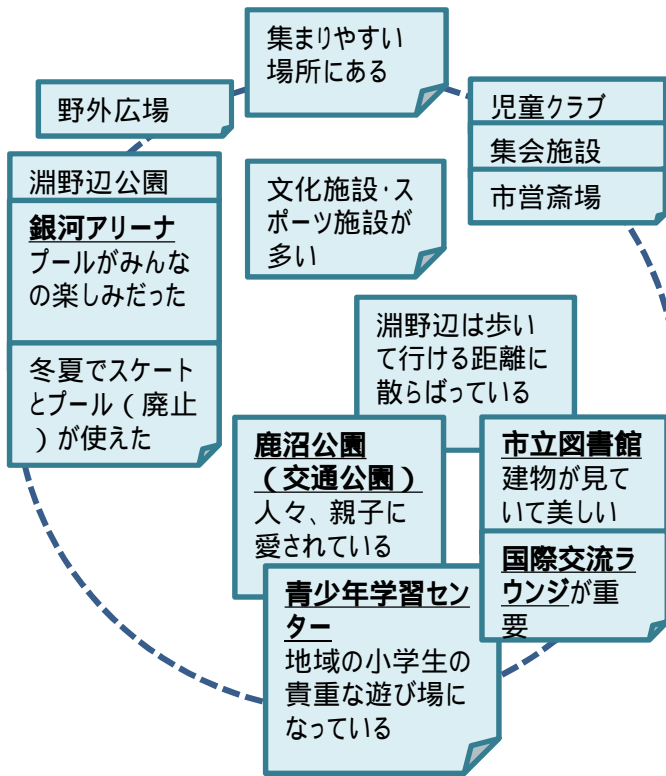 集まりやすい
場所にある
野外広場
児童クラブ
集会施設
市営斎場
淵野辺公園
銀河アリーナ
プールがみんな
の楽しみだった
冬夏でスケート
とプール（廃止
）が使えた
文化施設・ス
ポーツ施設が
多い
淵野辺は歩い
て行ける距離に
散らばっている
鹿沼公園
（交通公園）
人々、親子に
愛されている
市立図書館
建物が見て
いて美しい
国際交流ラ
ウンジが重
要
青少年学習セン
ター
地域の小学生の
貴重な遊び場に
なっている